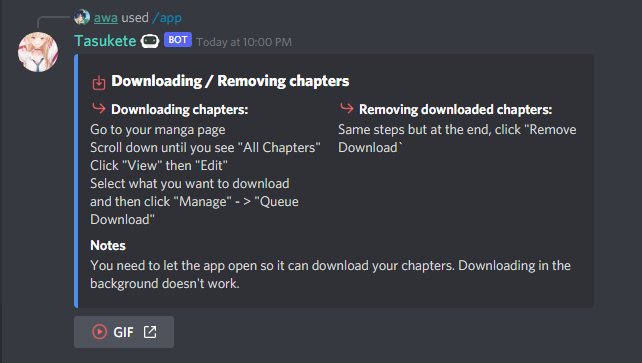 awa used /app
Tasukete BOT Today at 10:00 PM
Downloading / Removing chapters
Downloading chapters:
Go to your manga page
Scroll down until you see "All Chapters"
Click "View" then "Edit"
Select what you want to download
and then click "Manage" - > "Queue
Download"
Removing downloaded chapters:
Same steps but at the end, click "Remove
Download`
Notes
You need to let the app open so it can download your chapters. Downloading in the
background doesn't work.
GIF